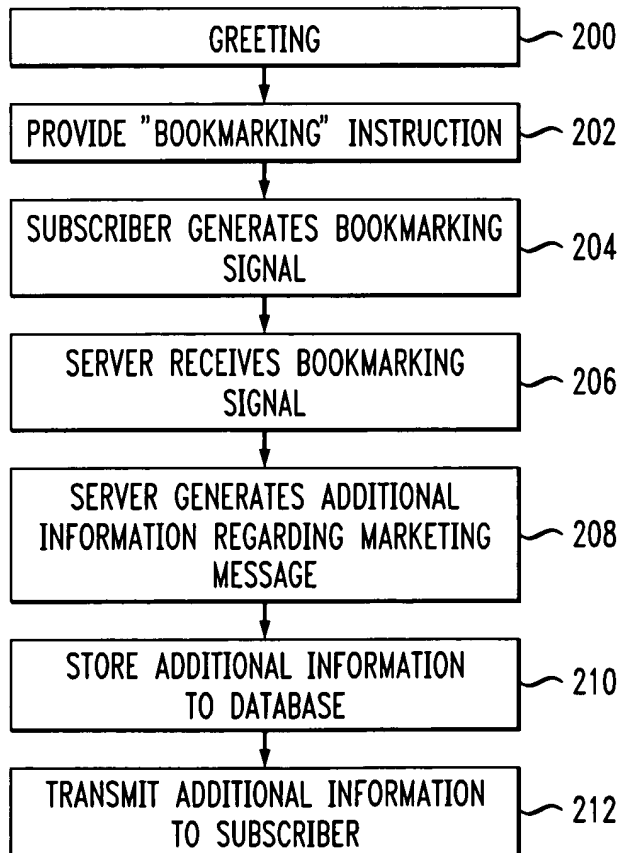 GREETING
200
PROVIDE "BOOKMARKING" INSTRUCTION
202
SUBSCRIBER GENERATES BOOKMARKING
SIGNAL
204
SERVER RECEIVES BOOKMARKING
SIGNAL
206
SERVER GENERATES ADDITIONAL
INFORMATION REGARDING MARKETING
MESSAGE
208
STORE ADDITIONAL INFORMATION
TO DATABASE
210
TRANSMIT ADDITIONAL INFORMATION
TO SUBSCRIBER
212